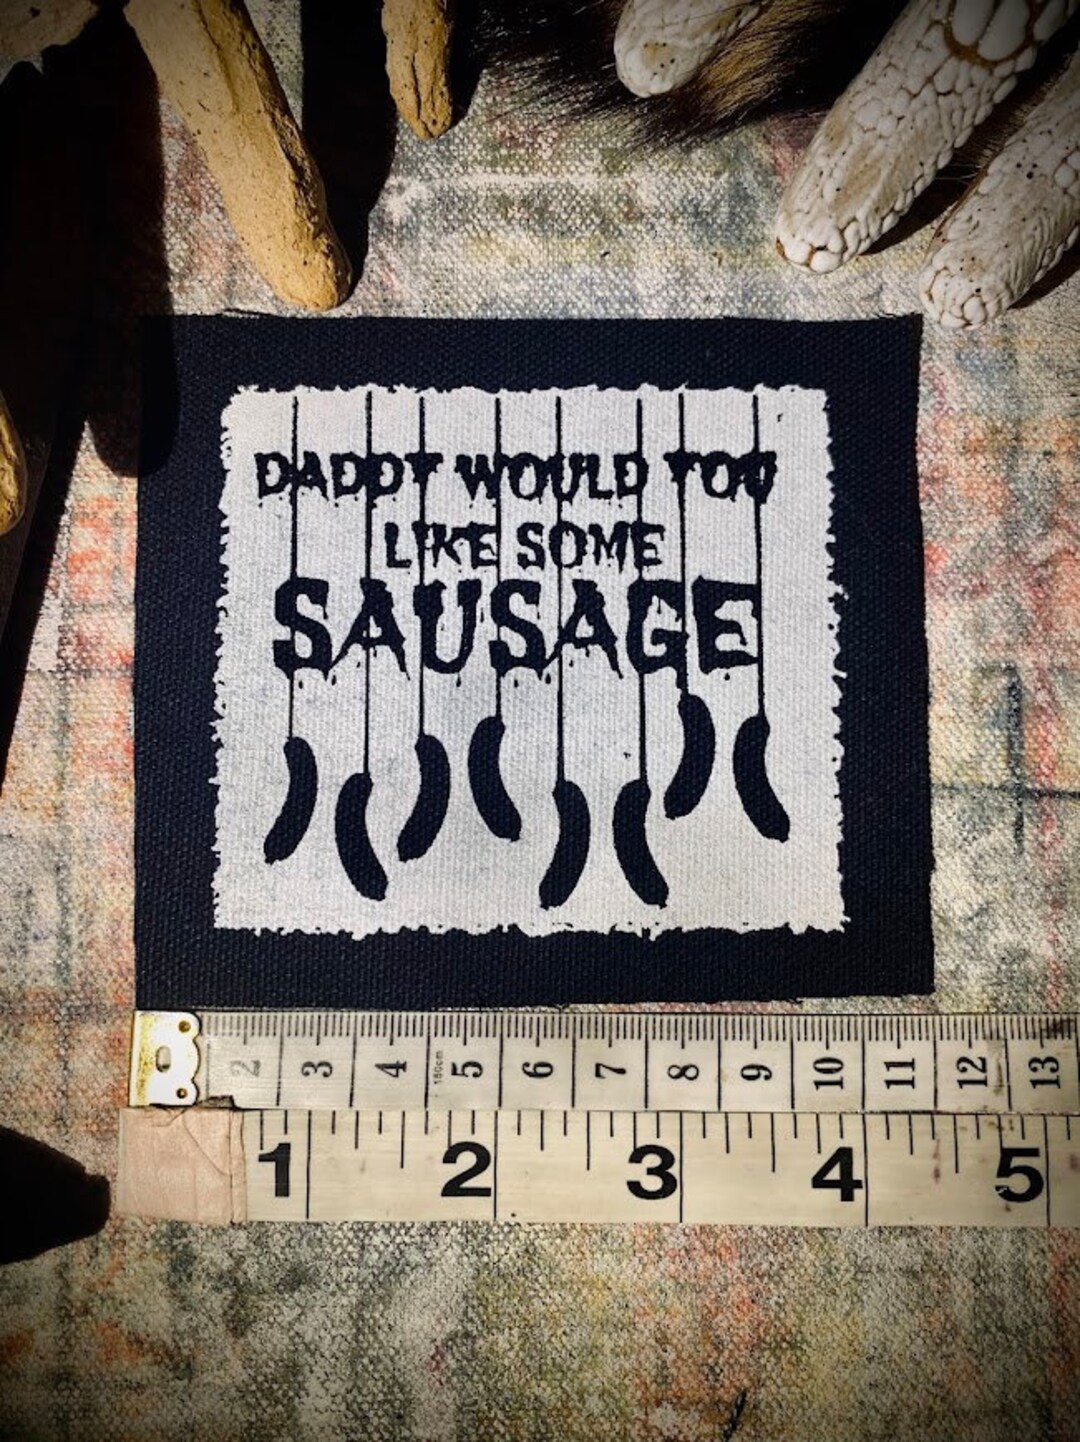 DADDY WOULD YOU
LIKE SOME
SAUSAGE
2 3 4 150cm 5 6 7 8 9 10 11 12 13
1 2 3 4 5